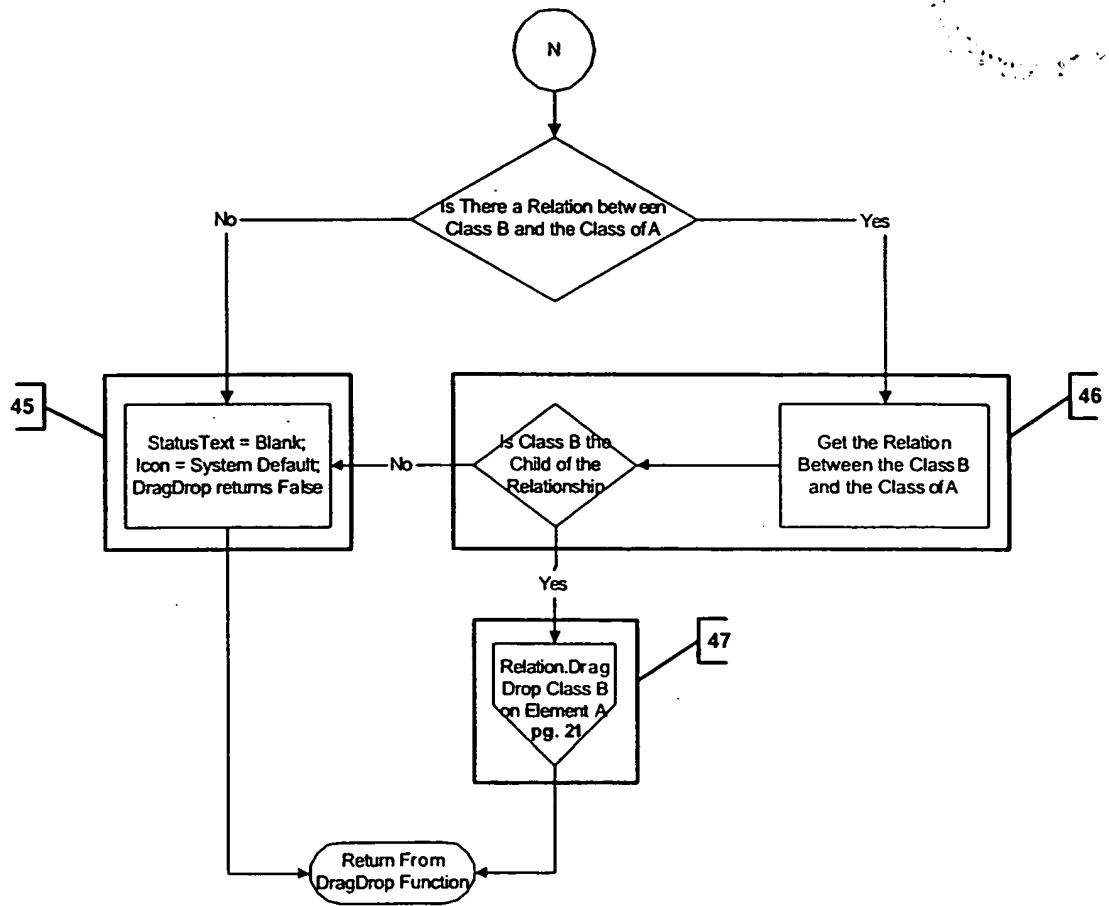 N
Is There a Relation between
Class B and the Class of A
No
Yes
45
StatusText = Blank;
Icon = System Default;
DragDrop returns False
No
Is Class B the
Child of the
Relationship
Get the Relation
Between the Class B
and the Class of A
46
Yes
Relation.Drag
Drop Class B
on Element A
pg. 21
47
Return From
DragDrop Function